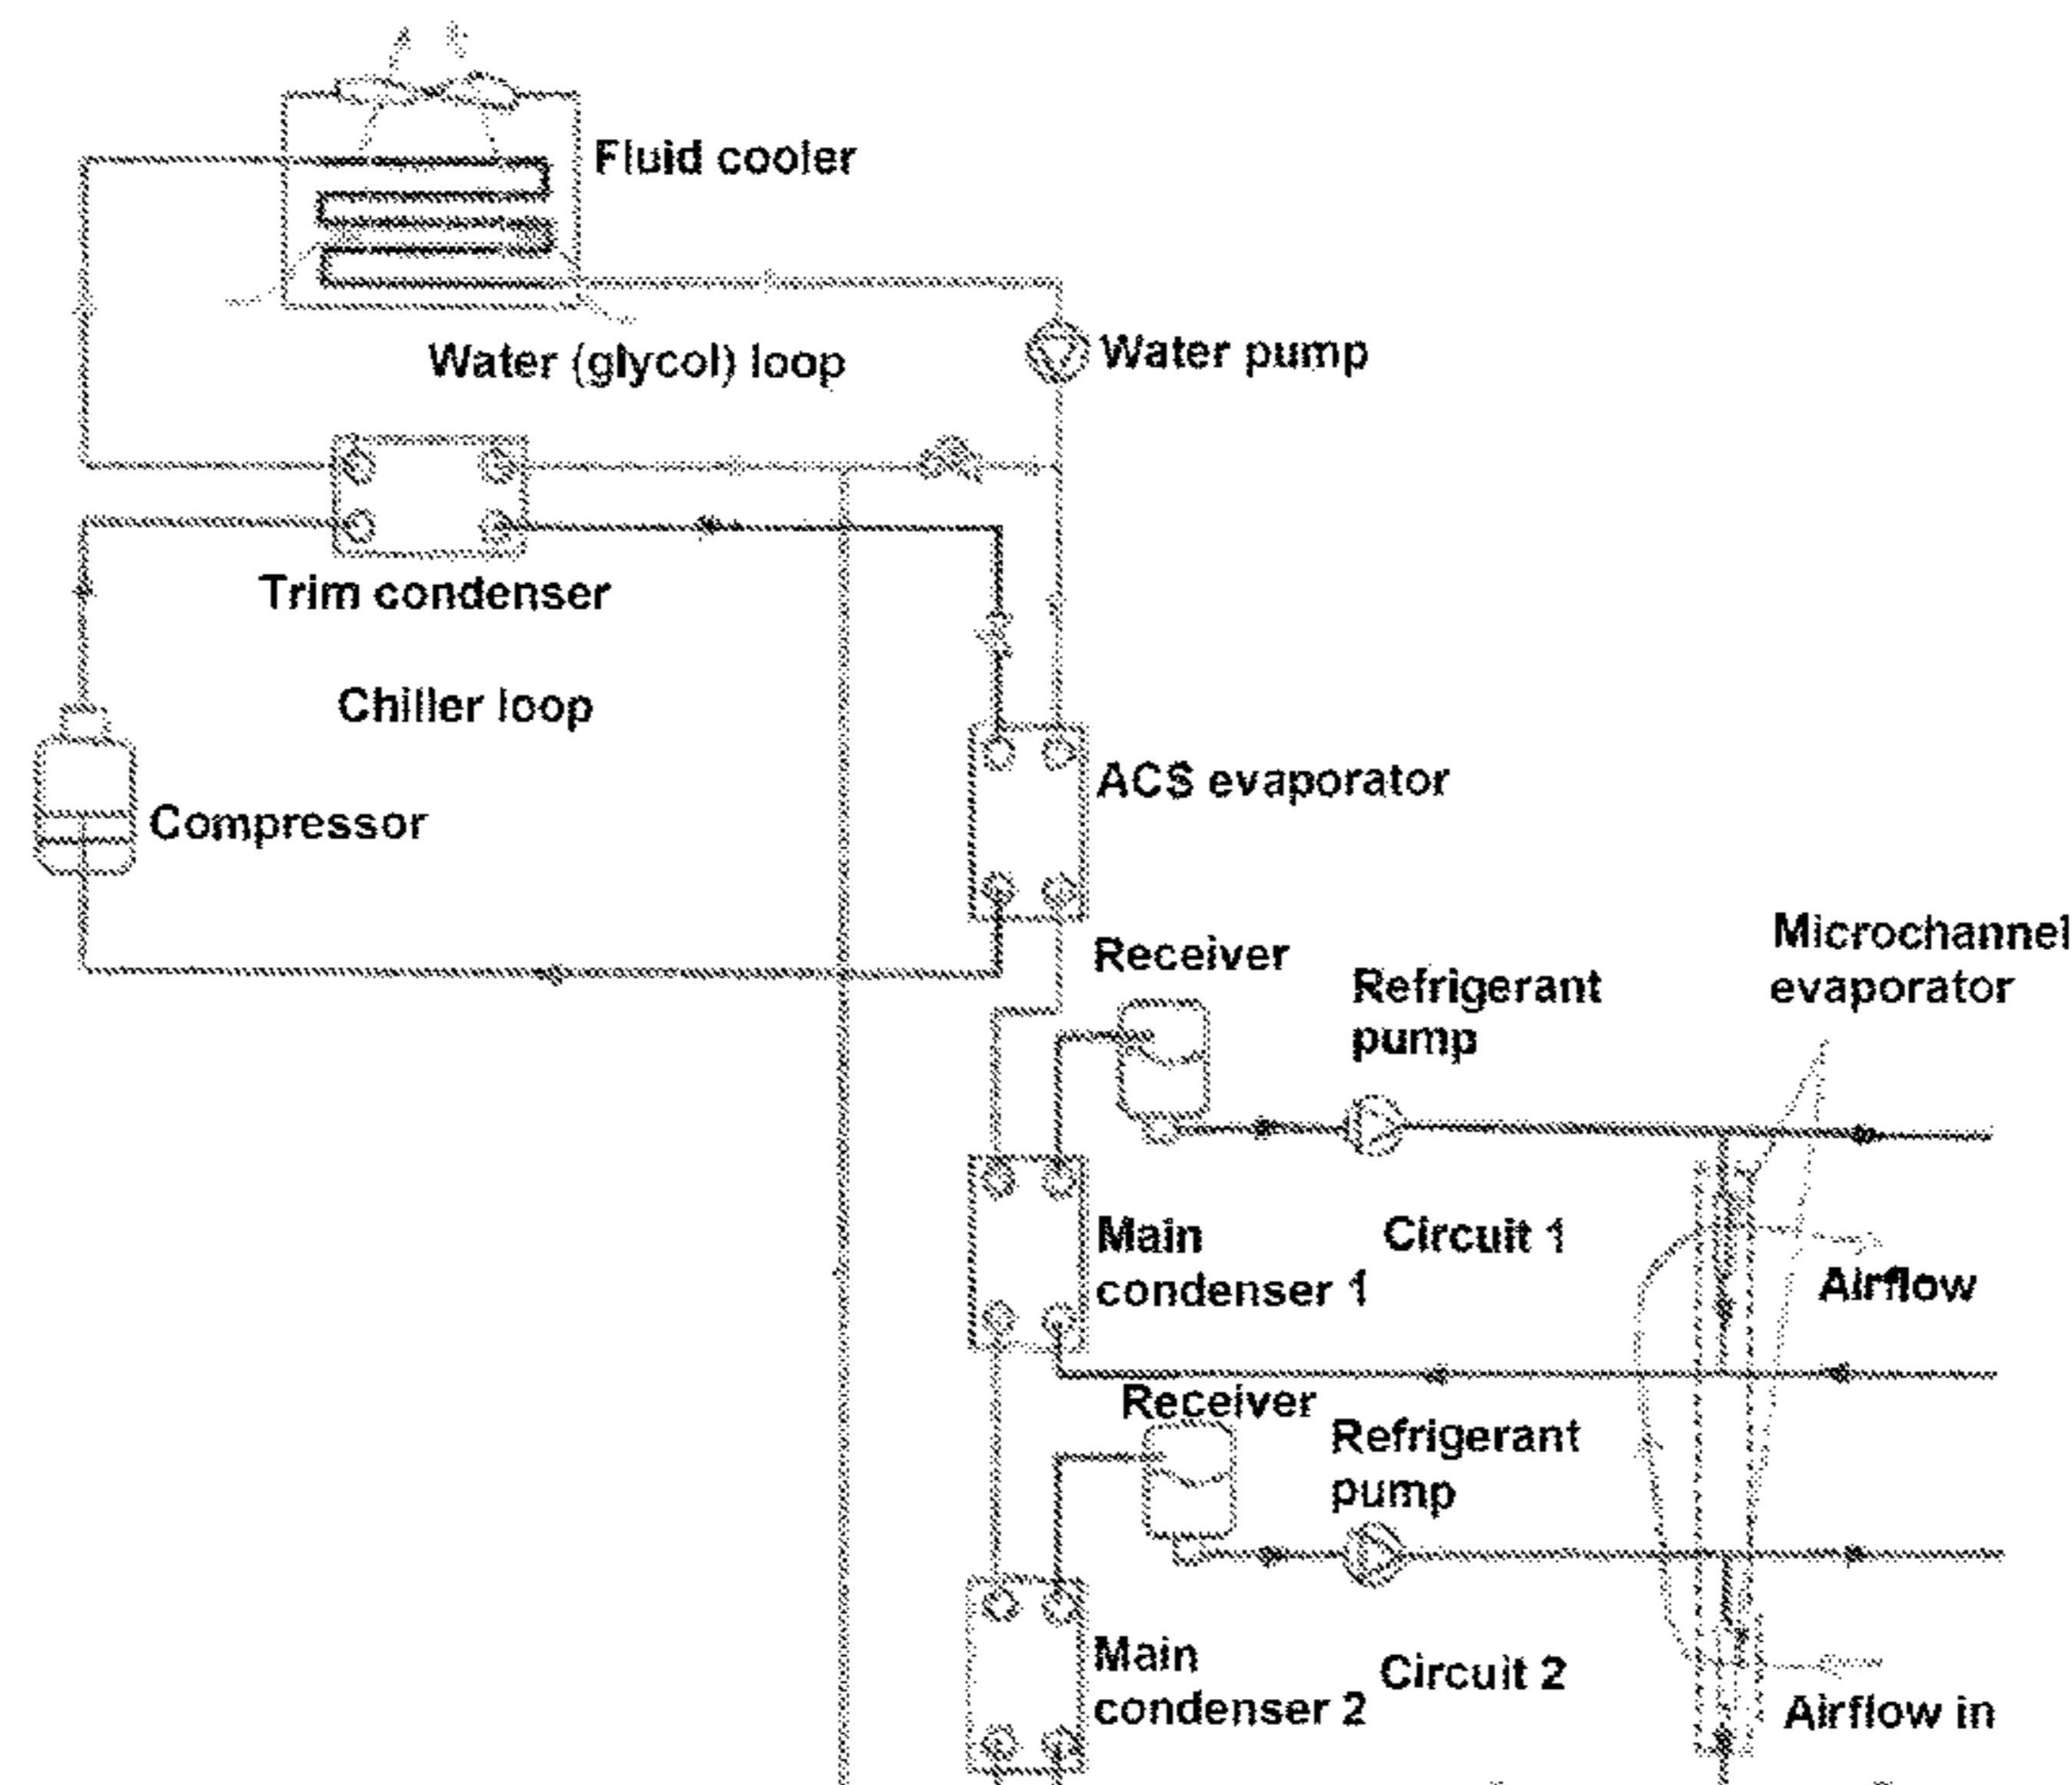 Fluid cooler
Water (glycol) loop
Water pump
Trim condenser
Chiller loop
ACS evaporator
Compressor
Receiver
Refrigerant
pump
Microchannel
evaporator
Main
condenser 1
Circuit 1
Airflow
Receiver
Refrigerant
pump
Main
condenser 2
Circuit 2
Airflow in